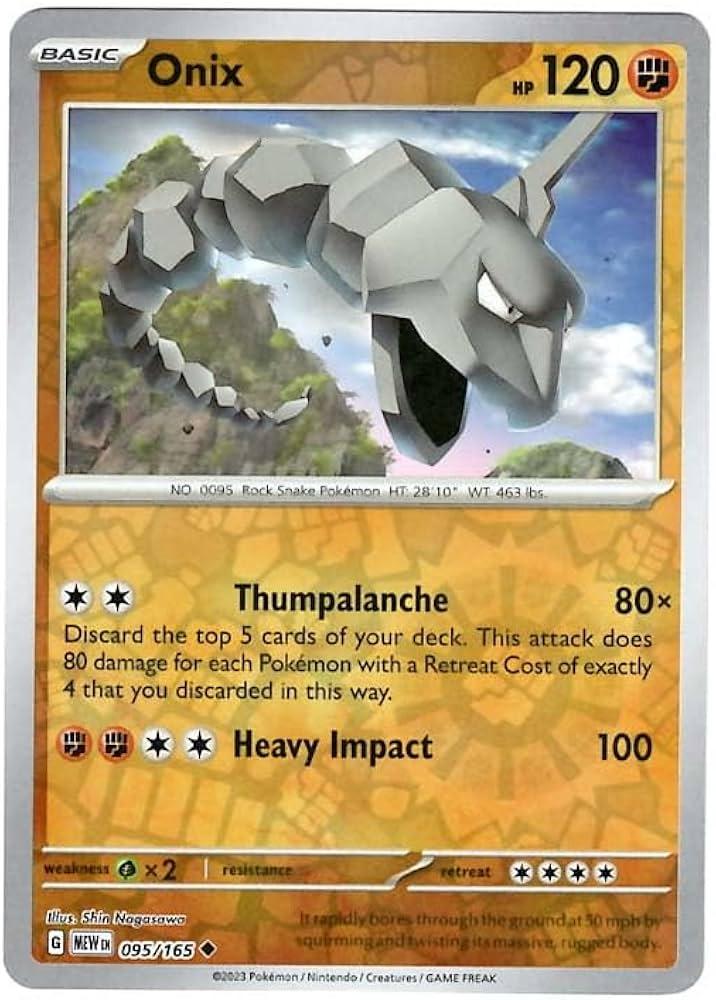 BASIC Onix HP 120
NO 0095 Rock Snake Pokémon HT: 28'10" WT: 463 lbs.
Thumpalanche 80×
Discard the top 5 cards of your deck. This attack does
80 damage for each Pokémon with a Retreat Cost of exactly
4 that you discarded in this way.
Heavy Impact 100
weakness ×2 resistance retreat
Illus. Shin Nagasawa
It rapidly bores through the ground at 50 mph by
squirming and twisting its massive, rugged body.
G MEW EN 095/165
©2023 Pokémon / Nintendo / Creatures / GAME FREAK